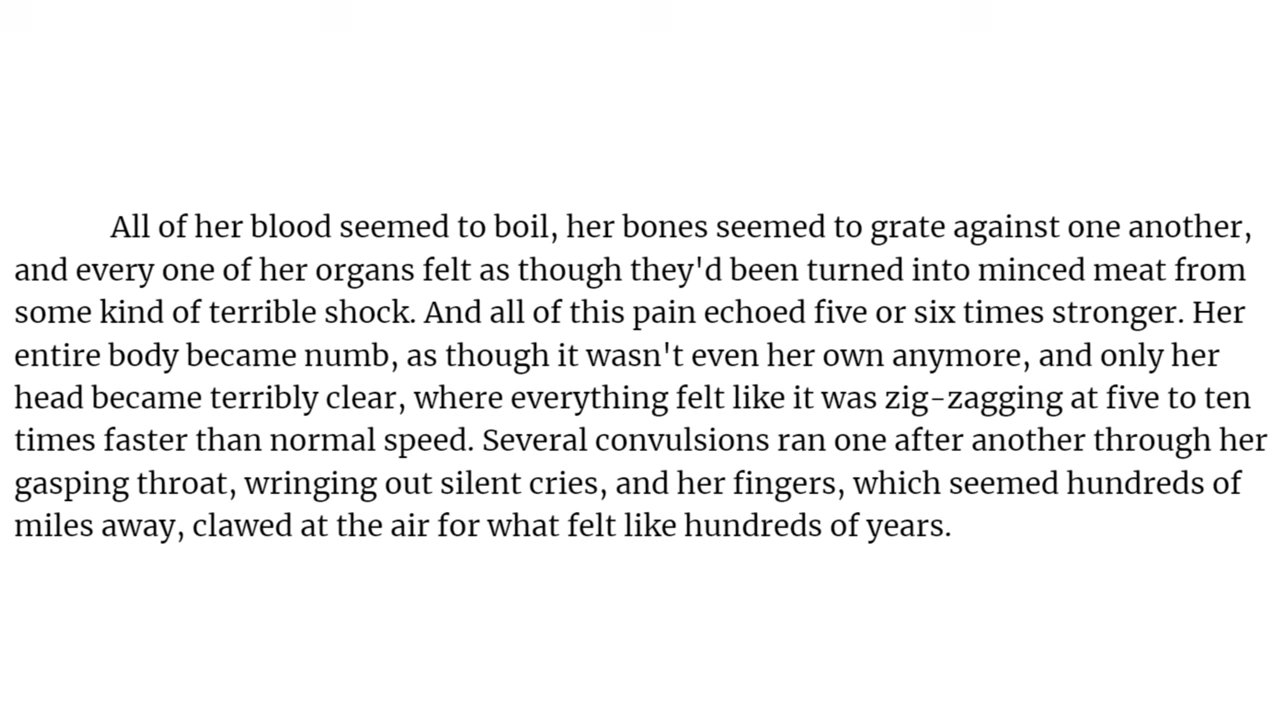 All of her blood seemed to boil, her bones seemed to grate against one another,
and every one of her organs felt as though they'd been turned into minced meat from
some kind of terrible shock. And all of this pain echoed five or six times stronger. Her
entire body became numb, as though it wasn't even her own anymore, and only her
head became terribly clear, where everything felt like it was zig-zagging at five to ten
times faster than normal speed. Several convulsions ran one after another through her
gasping throat, wringing out silent cries, and her fingers, which seemed hundreds of
miles away, clawed at the air for what felt like hundreds of years.